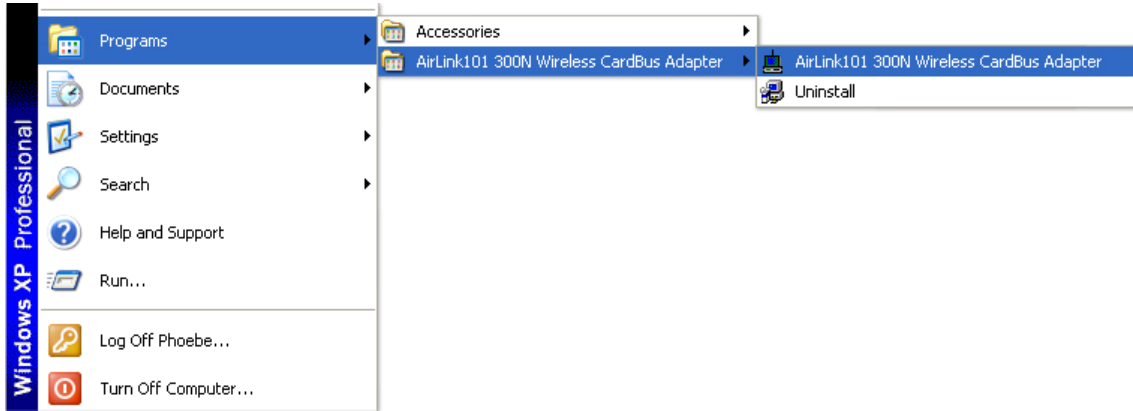 Windows XP Professional
Programs
Documents
Settings
Search
Help and Support
Run...
Log Off Phoebe...
Turn Off Computer...
Accessories
AirLink101 300N Wireless CardBus Adapter
AirLink101 300N Wireless CardBus Adapter
Uninstall